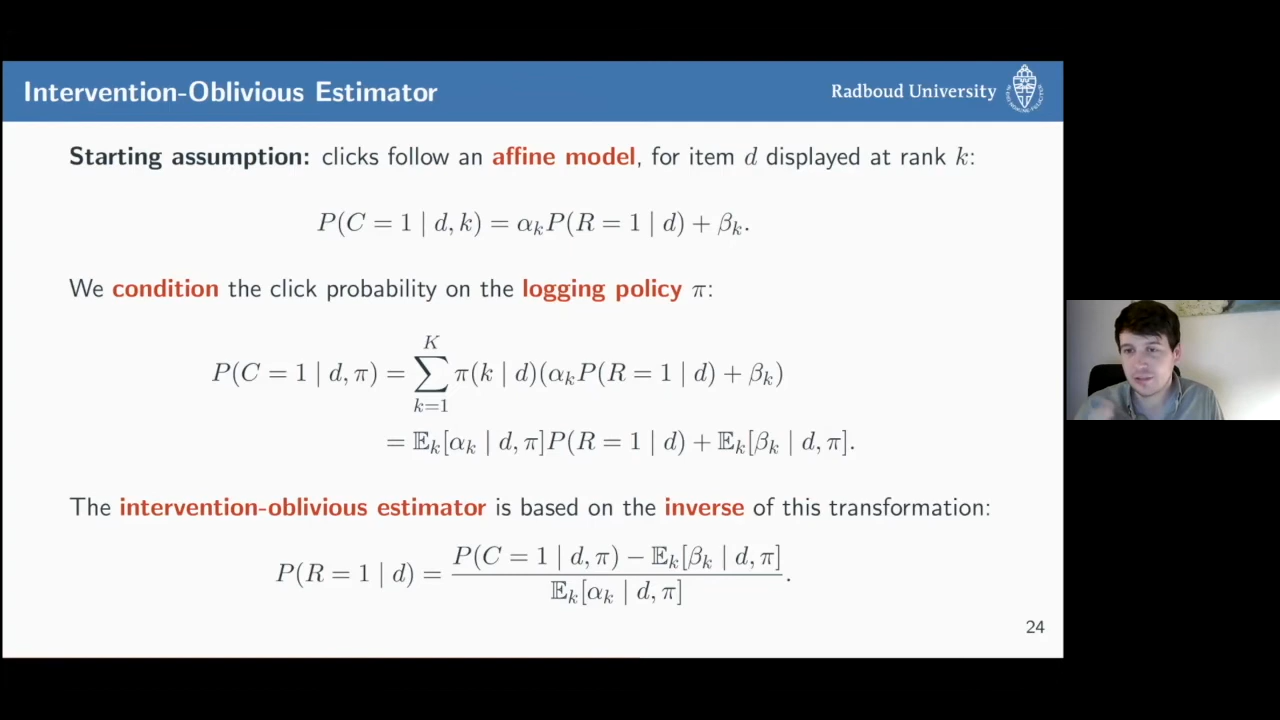 Intervention-Oblivious Estimator
Radboud University
Starting assumption: clicks follow an affine model, for item d displayed at rank k:
P(C = 1 | d, k) = α_k P(R = 1 | d) + β_k.
We condition the click probability on the logging policy π:
P(C = 1 | d, π) = ∑_{k=1}^{K} π(k | d)(α_k P(R = 1 | d) + β_k)
= 𝔼_k[α_k | d, π]P(R = 1 | d) + 𝔼_k[β_k | d, π].
The intervention-oblivious estimator is based on the inverse of this transformation:
P(R = 1 | d) = \frac{P(C = 1 | d, π) − 𝔼_k[β_k | d, π]}{𝔼_k[α_k | d, π]}.
24